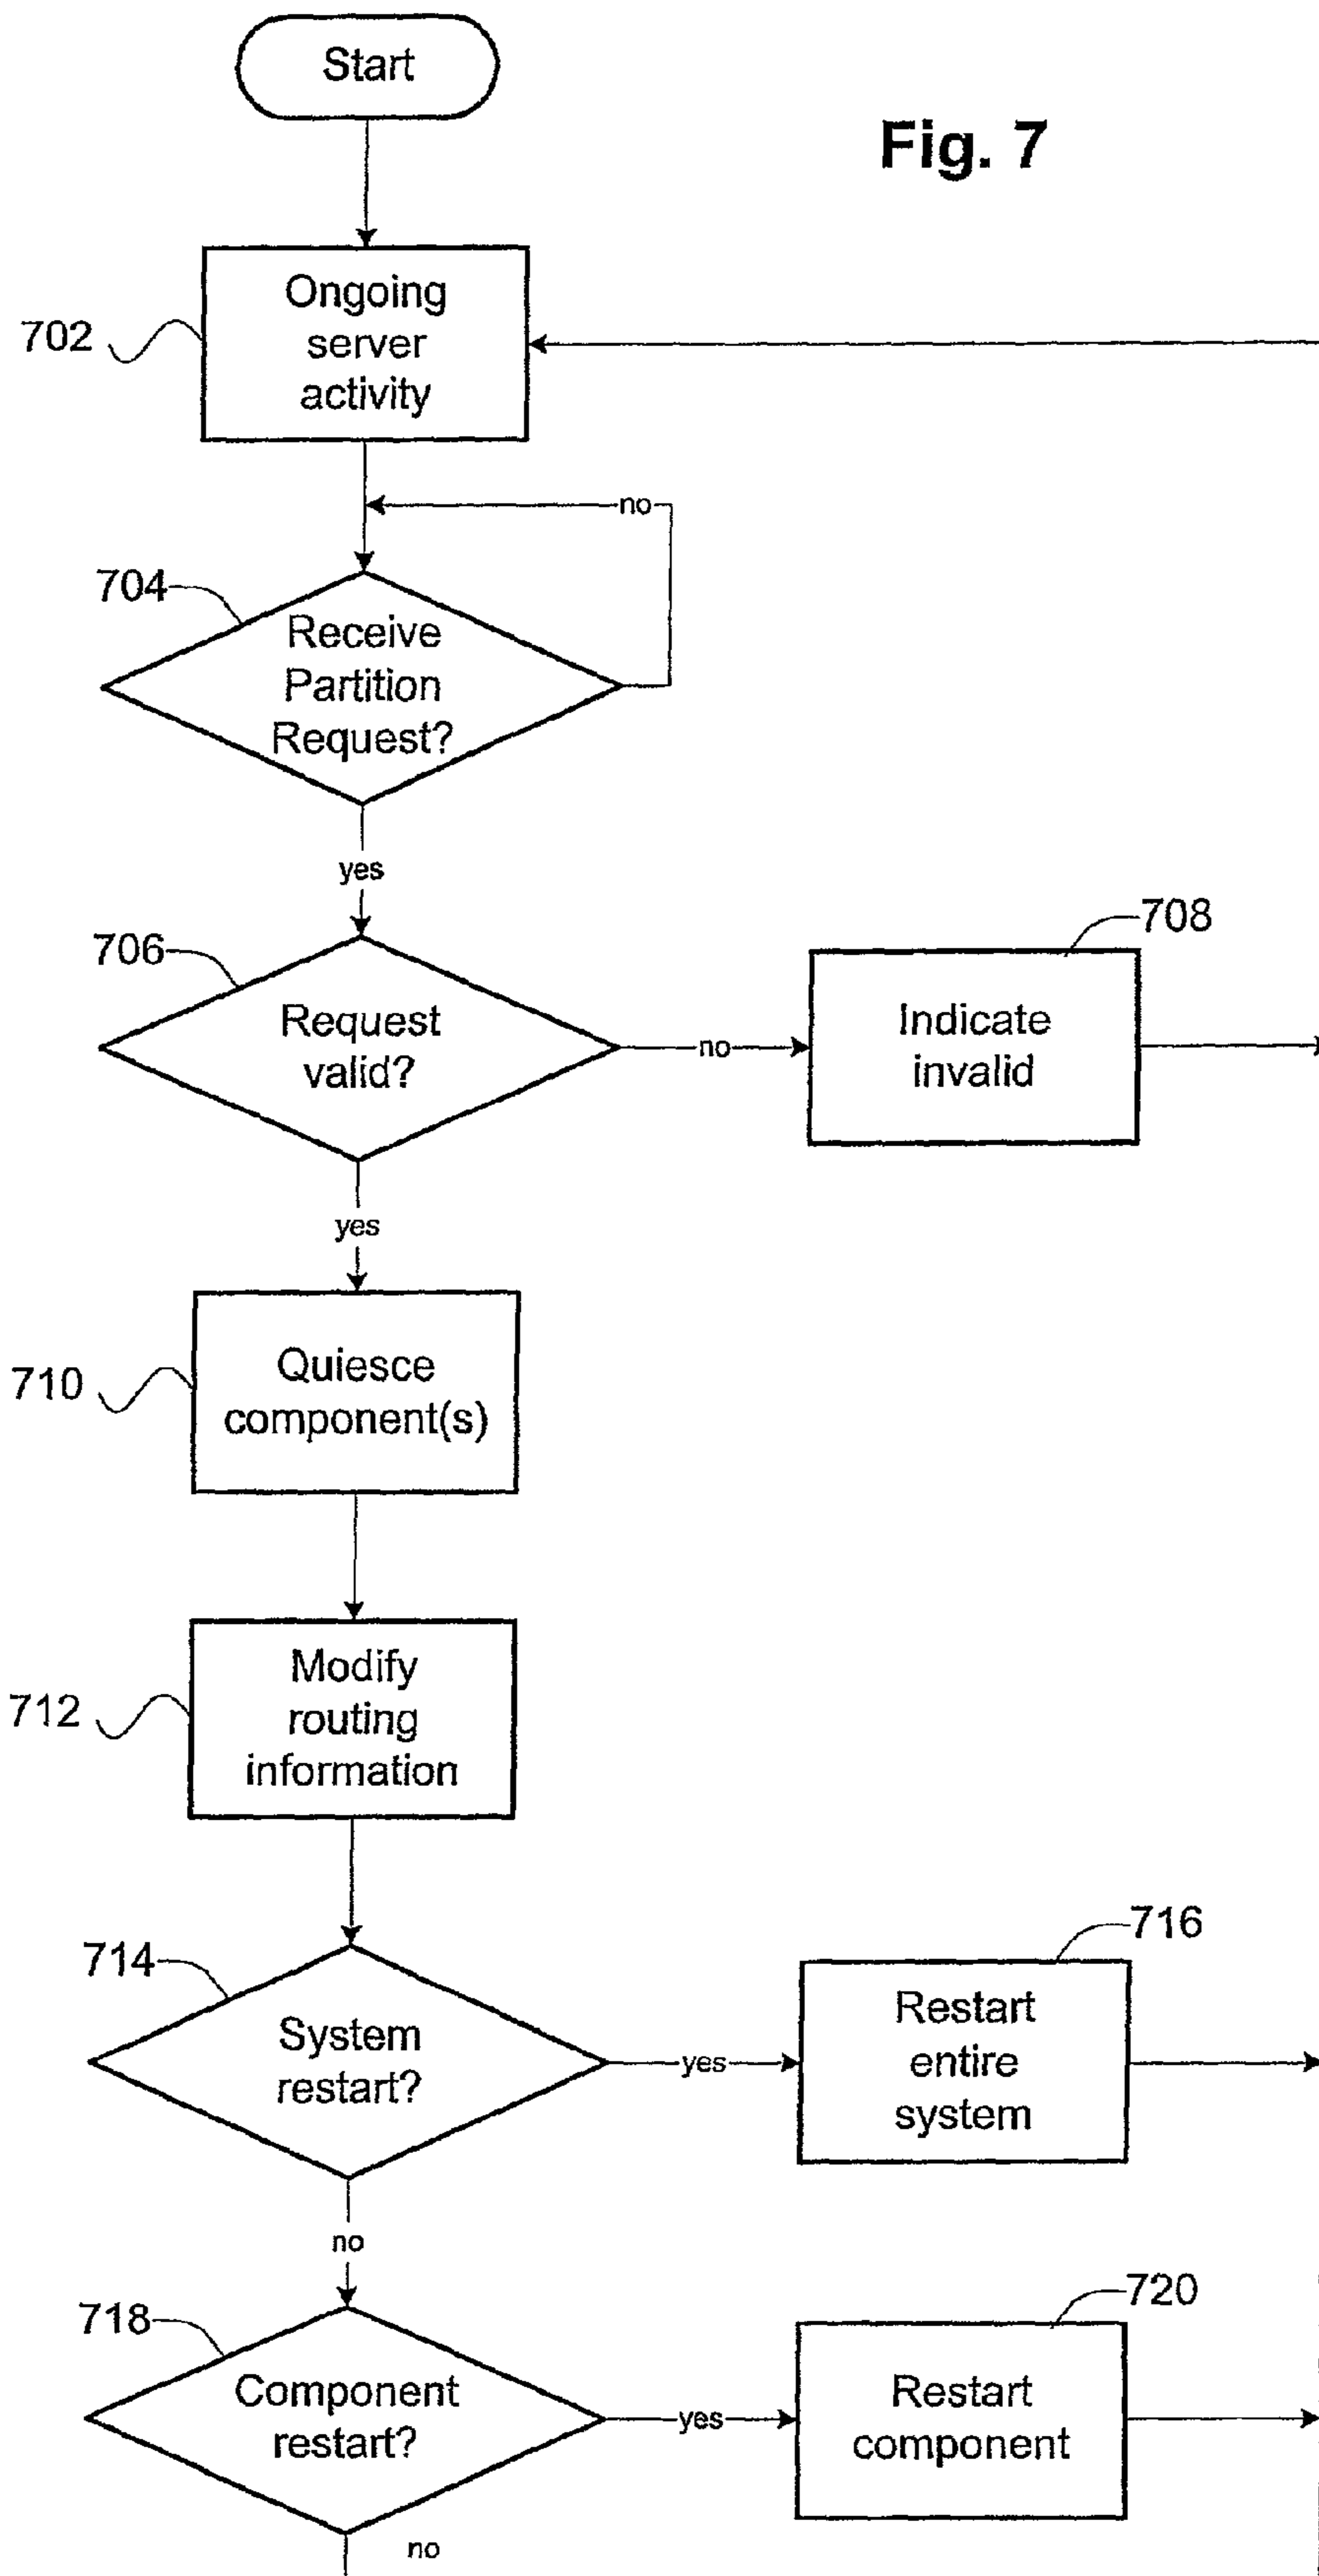 Start
Fig. 7
702
Ongoing
server
activity
no
704
Receive
Partition
Request?
yes
706
Request
valid?
no
708
Indicate
invalid
yes
710
Quiesce
component(s)
712
Modify
routing
information
714
System
restart?
yes
716
Restart
entire
system
no
718
Component
restart?
yes
720
Restart
component
no